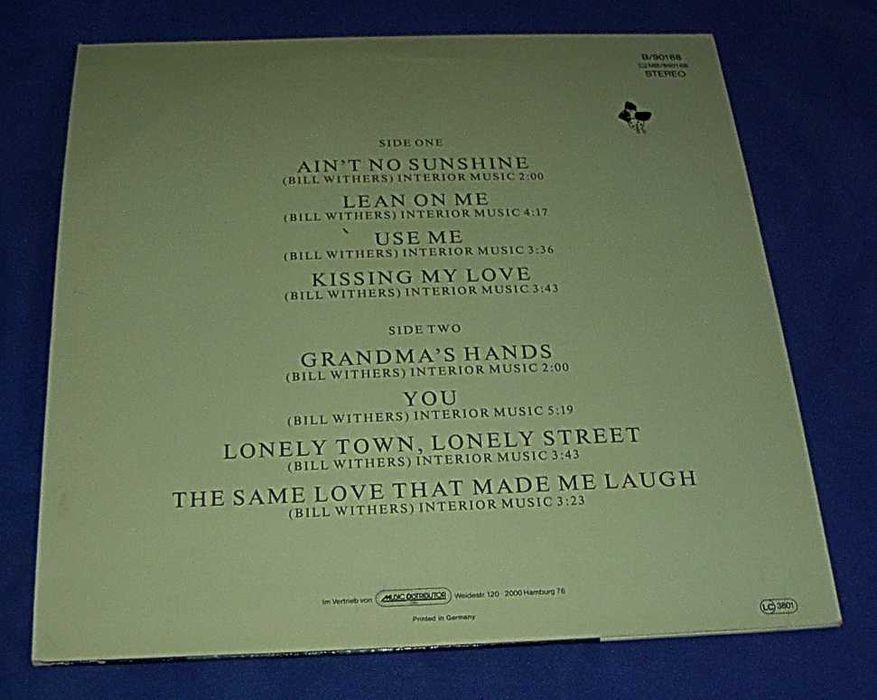 B/90168
STEREO
SIDE ONE
AIN'T NO SUNSHINE
(BILL WITHERS) INTERIOR MUSIC 2:00
LEAN ON ME
(BILL WITHERS) INTERIOR MUSIC 4:17
USE ME
(BILL WITHERS) INTERIOR MUSIC 3:36
KISSING MY LOVE
(BILL WITHERS) INTERIOR MUSIC 3:43
SIDE TWO
GRANDMA'S HANDS
(BILL WITHERS) INTERIOR MUSIC 2:00
YOU
(BILL WITHERS) INTERIOR MUSIC 5:19
LONELY TOWN, LONELY STREET
(BILL WITHERS) INTERIOR MUSIC 3:43
THE SAME LOVE THAT MADE ME LAUGH
(BILL WITHERS) INTERIOR MUSIC 3:23
Im Vertrieb von MUSIC DISTRIBUTOR Weidestr. 120 · 2000 Hamburg 76
Printed in Germany
LC 3801